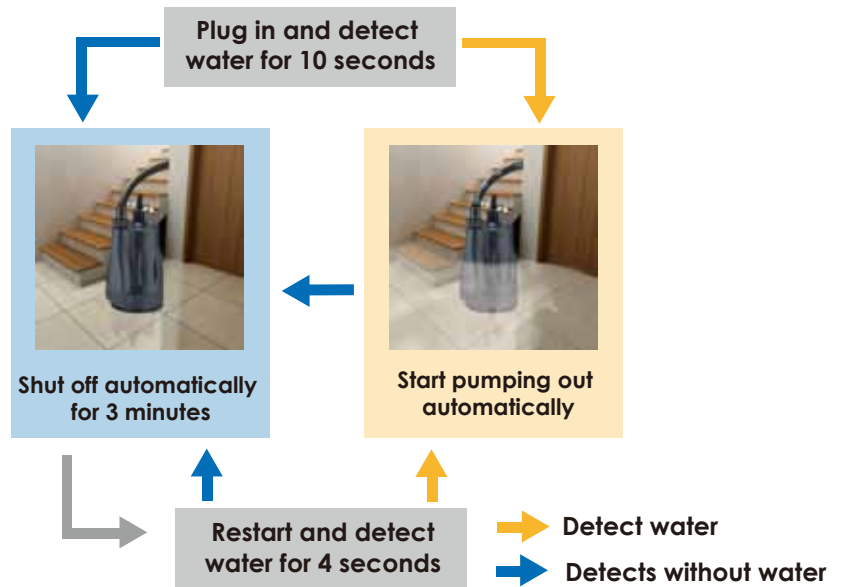 Plug in and detect
water for 10 seconds
Shut off automatically
for 3 minutes
Start pumping out
automatically
Restart and detect
water for 4 seconds
Detect water
Detects without water